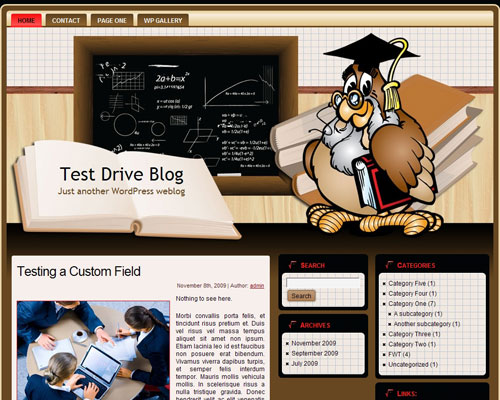 HOME
CONTACT
PAGE ONE
WP GALLERY
2a+b=x;
Test Drive Blog
Just another WordPress weblog
Testing a Custom Field
November 8th, 2009 | Author: admin
Nothing to see here.
Morbi convallis porta felis, et
tincidunt risus pretium et. Duis
vel risus vel massa tempus
aliquet sit amet non ipsum.
Etiam lacinia leo id est faucibus
non posuere erat bibendum.
Vivamus viverra dapibus turpis,
et semper felis interdum
tempor. Mauris mollis vehicula
mollis. In scelerisque risus a
nulla tristique gravida. Donec
Search
Search
Archives
November 2009
September 2009
July 2009
Categories
Category Five (1)
Category Four (1)
Category One (7)
A subcategory (1)
Another subcategory (1)
Category Three (1)
Category Two (1)
FWT (4)
Uncategorized (1)
Links: